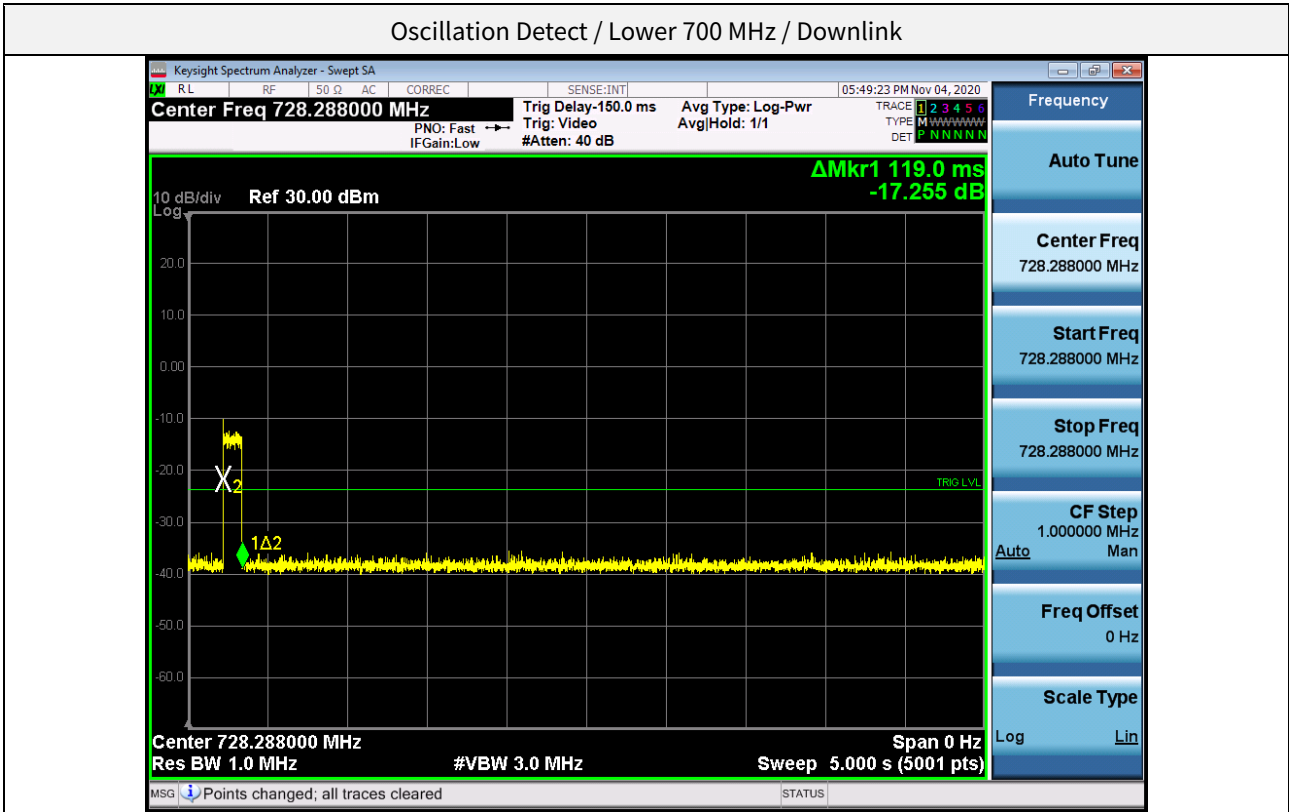 Oscillation Detect / Lower 700 MHz / Downlink
Keysight Spectrum Analyzer - Swept SA
LXI RL RF 50 Ω AC CORREC SENSE:INT 05:49:23 PM Nov 04, 2020
Center Freq 728.288000 MHz
PNO: Fast
IFGain:Low
Trig Delay-150.0 ms
Trig: Video
#Atten: 40 dB
Avg Type: Log-Pwr
Avg|Hold: 1/1
TRACE 1 2 3 4 5 6
TYPE M WWWWW
DET P N N N N N
ΔMkr1 119.0 ms
-17.255 dB
10 dB/div Ref 30.00 dBm
Log
20.0
10.0
0.00
-10.0
-20.0
-30.0
-40.0
-50.0
-60.0
X2
TRIG LVL
1Δ2
Center 728.288000 MHz Span 0 Hz
Res BW 1.0 MHz #VBW 3.0 MHz Sweep 5.000 s (5001 pts)
MSG Points changed; all traces cleared STATUS
Frequency
Auto Tune
Center Freq
728.288000 MHz
Start Freq
728.288000 MHz
Stop Freq
728.288000 MHz
CF Step
1.000000 MHz
Auto Man
Freq Offset
0 Hz
Scale Type
Log Lin